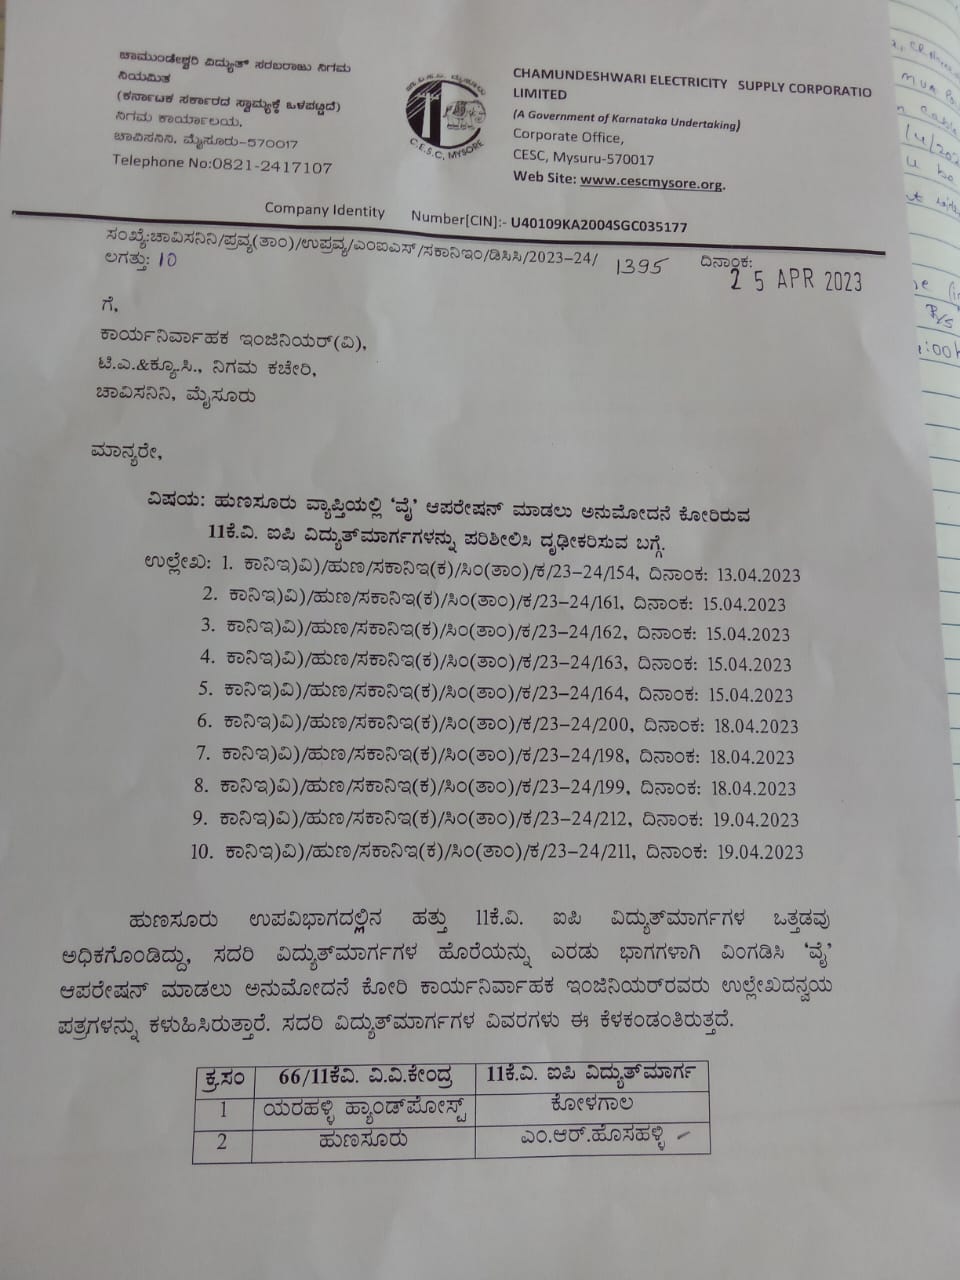 ಚಾಮುಂಡೇಶ್ವರಿ ವಿದ್ಯುತ್ ಸರಬರಾಜು ನಿಗಮ
ನಿಯಮಿತ
(ಕರ್ನಾಟಕ ಸರ್ಕಾರದ ಸ್ವಾಮ್ಯಕ್ಕೆ ಒಳಪಟ್ಟಿದೆ)
ನಿಗಮ ಕಾರ್ಯಾಲಯ,
ಚಾವಿಸನಿನಿ, ಮೈಸೂರು-570017
Telephone No:0821-2417107
C.E.S.C, MYSORE
CHAMUNDESHWARI ELECTRICITY SUPPLY CORPORATIO
LIMITED
(A Government of Karnataka Undertaking)
Corporate Office,
CESC, Mysuru-570017
Web Site: www.cescmysore.org.
Company Identity Number[CIN]:- U40109KA2004SGC035177
ಸಂಖ್ಯೆ:ಚಾವಿಸನಿನಿ/ಪ್ರವ್ಯ(ತಾಂ)/ಉಪ್ರವ್ಯ/ಎಂಐಎಸ್/ಸಕಾನಿಇಂ/ಡಿಸಿಸಿ/2023-24/ 1395 ದಿನಾಂಕ:
ಲಗತ್ತು: 10 25 APR 2023
ಗೆ,
ಕಾರ್ಯನಿರ್ವಾಹಕ ಇಂಜಿನಿಯರ್(ವಿ),
ಟಿ.ಎ.&ಕ್ಯೂ.ಸಿ., ನಿಗಮ ಕಚೇರಿ,
ಚಾವಿಸನಿನಿ, ಮೈಸೂರು
ಮಾನ್ಯರೇ,
ವಿಷಯ: ಹುಣಸೂರು ವ್ಯಾಪ್ತಿಯಲ್ಲಿ 'ವೈ' ಆಪರೇಷನ್ ಮಾಡಲು ಅನುಮೋದನೆ ಕೋರಿರುವ
11ಕೆ.ವಿ. ಐಪಿ ವಿದ್ಯುತ್‌ಮಾರ್ಗಗಳನ್ನು ಪರಿಶೀಲಿಸಿ ದೃಢೀಕರಿಸುವ ಬಗ್ಗೆ.
ಉಲ್ಲೇಖ: 1. ಕಾನಿಇ)ವಿ)/ಹುಣ/ಸಕಾನಿಇ(ಕ)/ಸಿಂ(ತಾಂ)/ಕ/23-24/154, ದಿನಾಂಕ: 13.04.2023
2. ಕಾನಿಇ)ವಿ)/ಹುಣ/ಸಕಾನಿಇ(ಕ)/ಸಿಂ(ತಾಂ)/ಕ/23-24/161, ದಿನಾಂಕ: 15.04.2023
3. ಕಾನಿಇ)ವಿ)/ಹುಣ/ಸಕಾನಿಇ(ಕ)/ಸಿಂ(ತಾಂ)/ಕ/23-24/162, ದಿನಾಂಕ: 15.04.2023
4. ಕಾನಿಇ)ವಿ)/ಹುಣ/ಸಕಾನಿಇ(ಕ)/ಸಿಂ(ತಾಂ)/ಕ/23-24/163, ದಿನಾಂಕ: 15.04.2023
5. ಕಾನಿಇ)ವಿ)/ಹುಣ/ಸಕಾನಿಇ(ಕ)/ಸಿಂ(ತಾಂ)/ಕ/23-24/164, ದಿನಾಂಕ: 15.04.2023
6. ಕಾನಿಇ)ವಿ)/ಹುಣ/ಸಕಾನಿಇ(ಕ)/ಸಿಂ(ತಾಂ)/ಕ/23-24/200, ದಿನಾಂಕ: 18.04.2023
7. ಕಾನಿಇ)ವಿ)/ಹುಣ/ಸಕಾನಿಇ(ಕ)/ಸಿಂ(ತಾಂ)/ಕ/23-24/198, ದಿನಾಂಕ: 18.04.2023
8. ಕಾನಿಇ)ವಿ)/ಹುಣ/ಸಕಾನಿಇ(ಕ)/ಸಿಂ(ತಾಂ)/ಕ/23-24/199, ದಿನಾಂಕ: 18.04.2023
9. ಕಾನಿಇ)ವಿ)/ಹುಣ/ಸಕಾನಿಇ(ಕ)/ಸಿಂ(ತಾಂ)/ಕ/23-24/212, ದಿನಾಂಕ: 19.04.2023
10. ಕಾನಿಇ)ವಿ)/ಹುಣ/ಸಕಾನಿಇ(ಕ)/ಸಿಂ(ತಾಂ)/ಕ/23-24/211, ದಿನಾಂಕ: 19.04.2023
ಹುಣಸೂರು ಉಪವಿಭಾಗದಲ್ಲಿನ ಹತ್ತು 11ಕೆ.ವಿ. ಐಪಿ ವಿದ್ಯುತ್‌ಮಾರ್ಗಗಳ ಒತ್ತಡವು
ಅಧಿಕಗೊಂಡಿದ್ದು, ಸದರಿ ವಿದ್ಯುತ್‌ಮಾರ್ಗಗಳ ಹೊರೆಯನ್ನು ಎರಡು ಭಾಗಗಳಾಗಿ ವಿಂಗಡಿಸಿ 'ವೈ'
ಆಪರೇಷನ್ ಮಾಡಲು ಅನುಮೋದನೆ ಕೋರಿ ಕಾರ್ಯನಿರ್ವಾಹಕ ಇಂಜಿನಿಯರ್‌ರವರು ಉಲ್ಲೇಖದನ್ವಯ
ಪತ್ರಗಳನ್ನು ಕಳುಹಿಸಿರುತ್ತಾರೆ. ಸದರಿ ವಿದ್ಯುತ್‌ಮಾರ್ಗಗಳ ವಿವರಗಳು ಈ ಕೆಳಕಂಡಂತಿರುತ್ತದೆ.
ಕ್ರ.ಸಂ 66/11ಕೆವಿ. ವಿ.ವಿ.ಕೇಂದ್ರ 11ಕೆ.ವಿ. ಐಪಿ ವಿದ್ಯುತ್‌ಮಾರ್ಗ
1 ಯರಹಳ್ಳಿ ಹ್ಯಾಂಡ್‌ಪೋಸ್ಟ್ ಕೋಳಗಾಲ
2 ಹುಣಸೂರು ಎಂ.ಆರ್.ಹೊಸಹಳ್ಳಿ